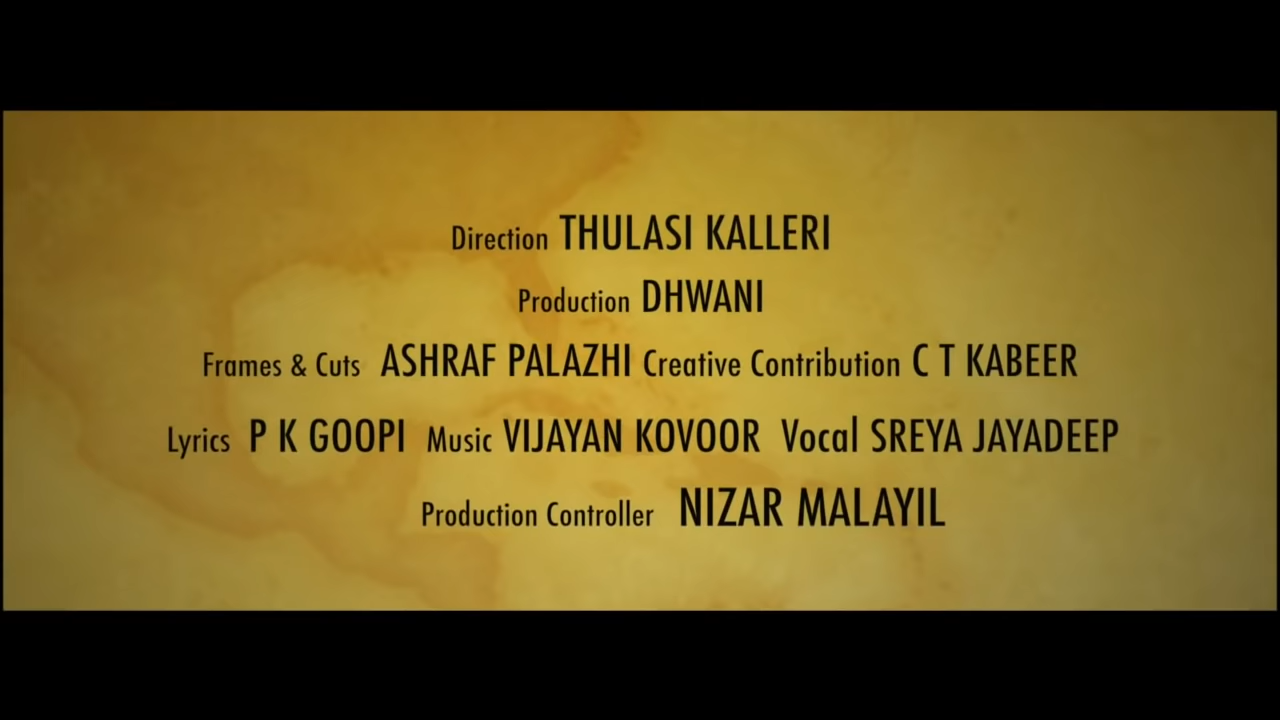 Direction THULASI KALLERI
Production DHWANI
Frames & Cuts ASHRAF PALAZHI Creative Contribution C T KABEER
Lyrics P K GOOPI Music VIJAYAN KOVOOR Vocal SREYA JAYADEEP
Production Controller NIZAR MALAYIL